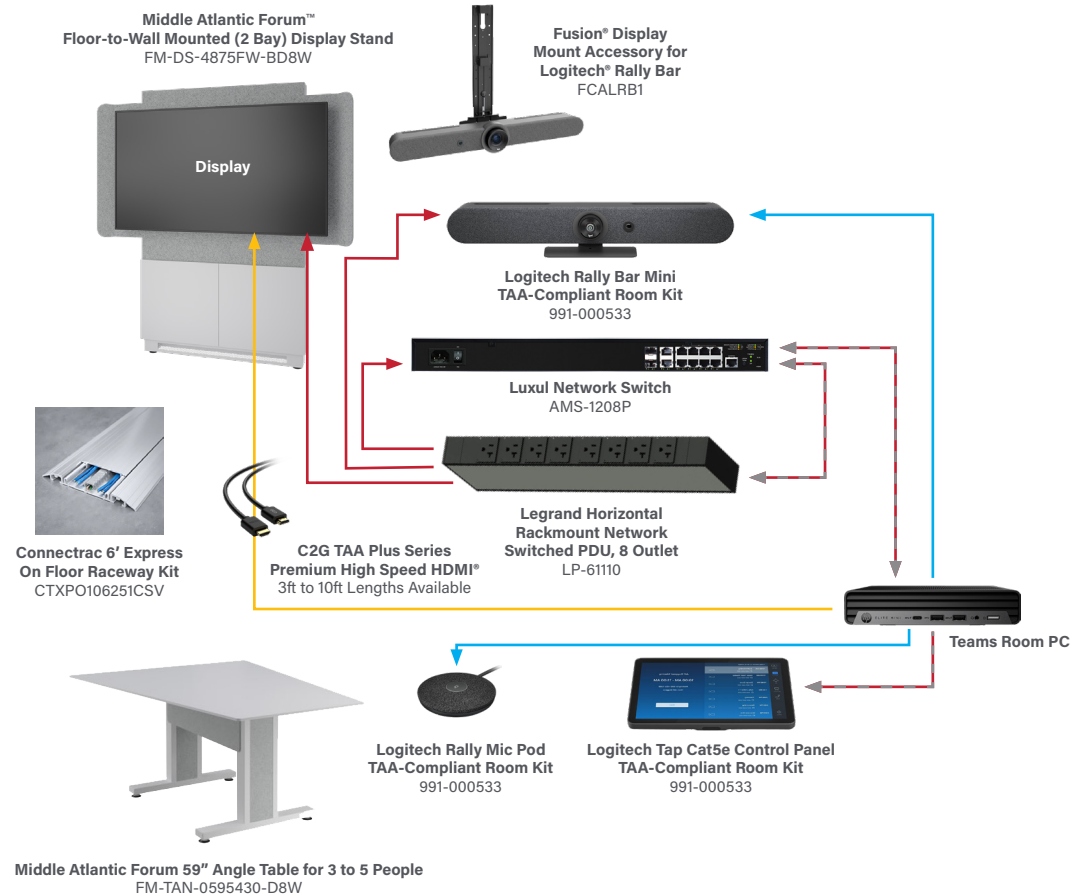 Middle Atlantic Forum™
Floor-to-Wall Mounted (2 Bay) Display Stand
FM-DS-4875FW-BD8W
Display
Fusion® Display
Mount Accessory for
Logitech® Rally Bar
FCALRB1
Logitech Rally Bar Mini
TAA-Compliant Room Kit
991-000533
Luxul Network Switch
AMS-1208P
Legrand Horizontal
Rackmount Network
Switched PDU, 8 Outlet
LP-61110
Connectrac 6′ Express
On Floor Raceway Kit
CTXPO106251CSV
C2G TAA Plus Series
Premium High Speed HDMI®
3ft to 10ft Lengths Available
Teams Room PC
Logitech Rally Mic Pod
TAA-Compliant Room Kit
991-000533
Logitech Tap Cat5e Control Panel
TAA-Compliant Room Kit
991-000533
Middle Atlantic Forum 59″ Angle Table for 3 to 5 People
FM-TAN-0595430-D8W